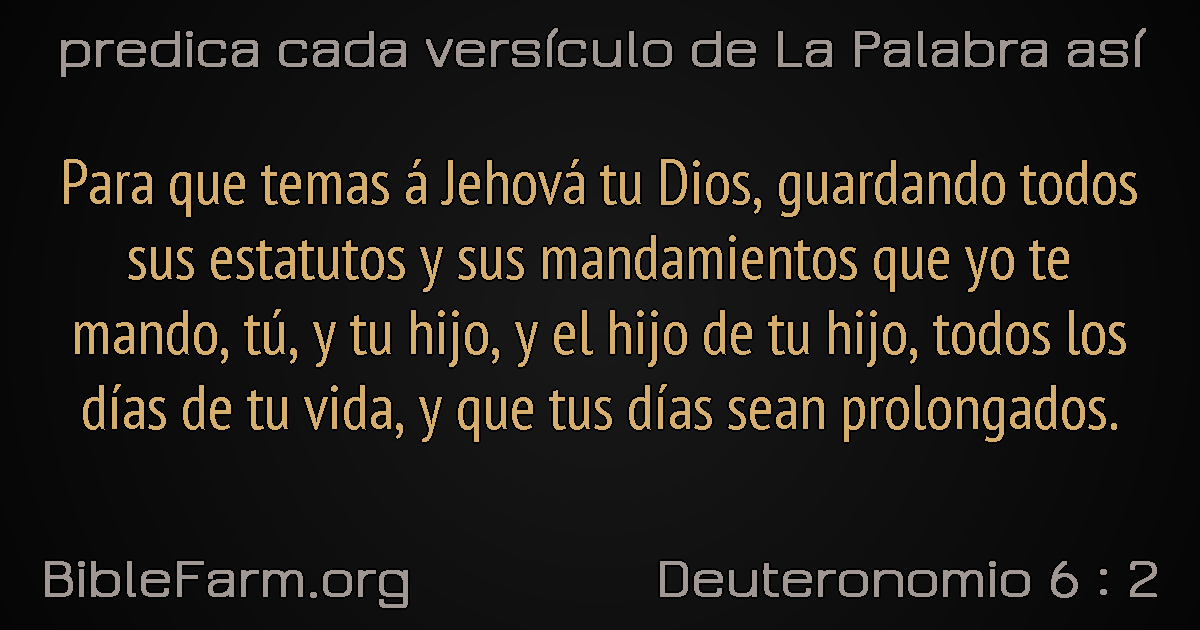 predica cada versículo de La Palabra así
Para que temas á Jehová tu Dios, guardando todos
sus estatutos y sus mandamientos que yo te
mando, tú, y tu hijo, y el hijo de tu hijo, todos los
días de tu vida, y que tus días sean prolongados.
BibleFarm.org
Deuteronomio 6 : 2